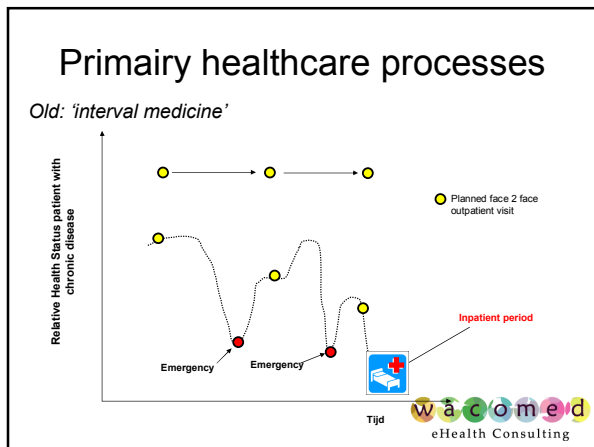 Primairy healthcare processes
Old: ‘interval medicine’
Relative Health Status patient with
chronic disease
Planned face 2 face
outpatient visit
Inpatient period
Emergency
Emergency
Tijd
wacomed
eHealth Consulting